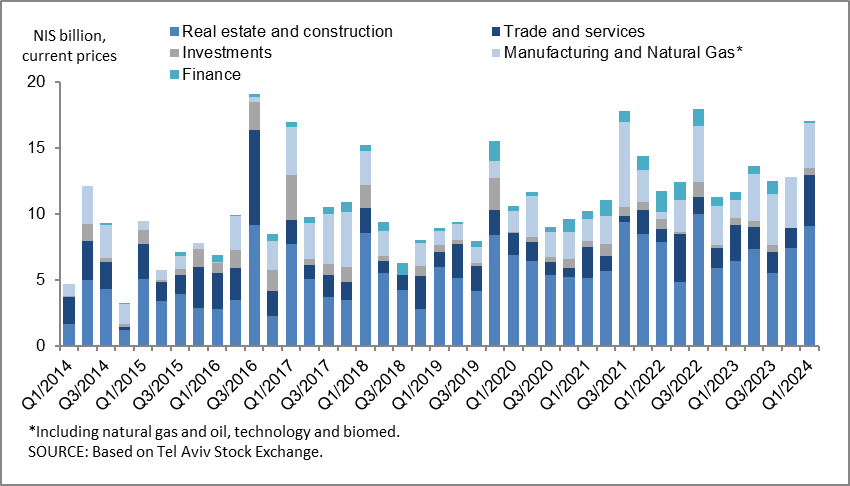 NIS billion,
current prices
Real estate and construction
Trade and services
Investments
Manufacturing and Natural Gas*
Finance
20
15
10
5
0
Q1/2014
Q3/2014
Q1/2015
Q3/2015
Q1/2016
Q3/2016
Q1/2017
Q3/2017
Q1/2018
Q3/2018
Q1/2019
Q3/2019
Q1/2020
Q3/2020
Q1/2021
Q3/2021
Q1/2022
Q3/2022
Q1/2023
Q3/2023
Q1/2024
*Including natural gas and oil, technology and biomed.
SOURCE: Based on Tel Aviv Stock Exchange.